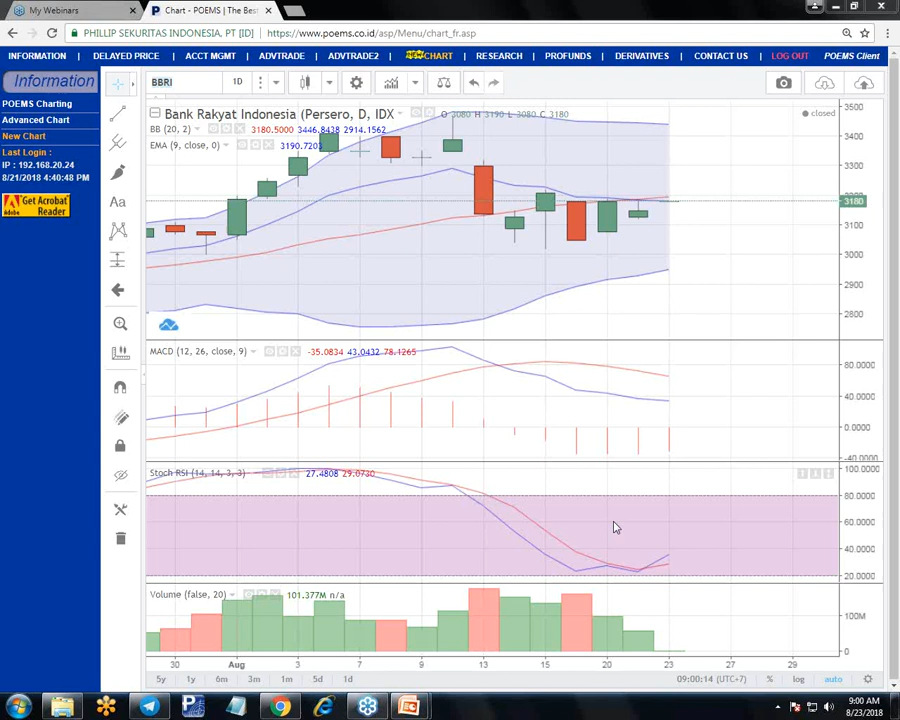 My Webinars
Chart - POEMS | The Bes
PHILLIP SEKURITAS INDONESIA. PT [ID]
https://www.poems.co.id/asp/Menu/chart_fr.asp
INFORMATION DELAYED PRICE ACCT MGMT ADVTRADE ADVTRADE2 NEW CHART RESEARCH PROFUNDS DERIVATIVES CONTACT US LOG OUT POEMS Client
Information
POEMS Charting
Advanced Chart
New Chart
Last Login :
IP : 192.168.20.24
8/21/2018 4:40:48 PM
Get Acrobat
Reader
Adobe
BBRI 1D
Aa
Bank Rakyat Indonesia (Persero, D, IDX O 3080 H 3190 L 3080 C 3180
closed
BB (20, 2) 3180.5000 3446.8438 2914.1562
EMA (9, close, 0) 3190.7203
3500
3400
3300
3200
3180
3100
3000
2900
2800
MACD (12, 26, close, 9) -35.0834 43.0432 78.1265
80.0000
40.0000
0.0000
-40.0000
Stoch RSI (14, 14, 3, 3) 27.4808 29.0730
100.0000
80.0000
60.0000
40.0000
20.0000
Volume (false, 20) 101.377M n/a
100M
0
30 Aug 3 7 9 13 15 20 23 27 29
5y 1y 6m 3m 1m 5d 1d 09:00:14 (UTC+7) % log auto
9:00 AM
8/23/2018